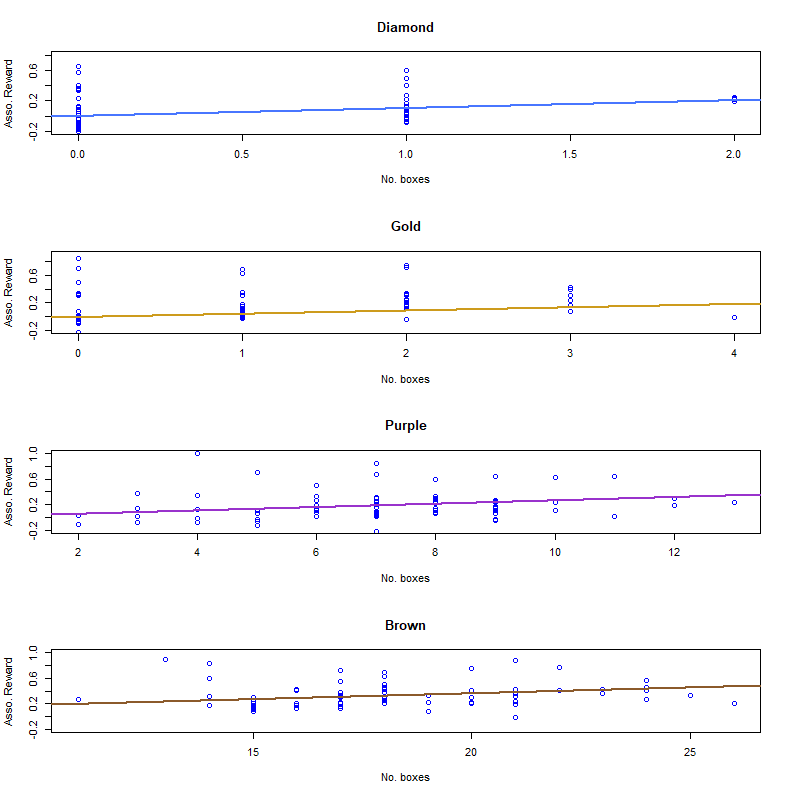 Diamond
Asso. Reward
-0.2 0.2 0.6
0.0 0.5 1.0 1.5 2.0
No. boxes
Gold
Asso. Reward
-0.2 0.2 0.6
0 1 2 3 4
No. boxes
Purple
Asso. Reward
-0.2 0.2 0.6 1.0
2 4 6 8 10 12
No. boxes
Brown
Asso. Reward
-0.2 0.2 0.6 1.0
15 20 25
No. boxes